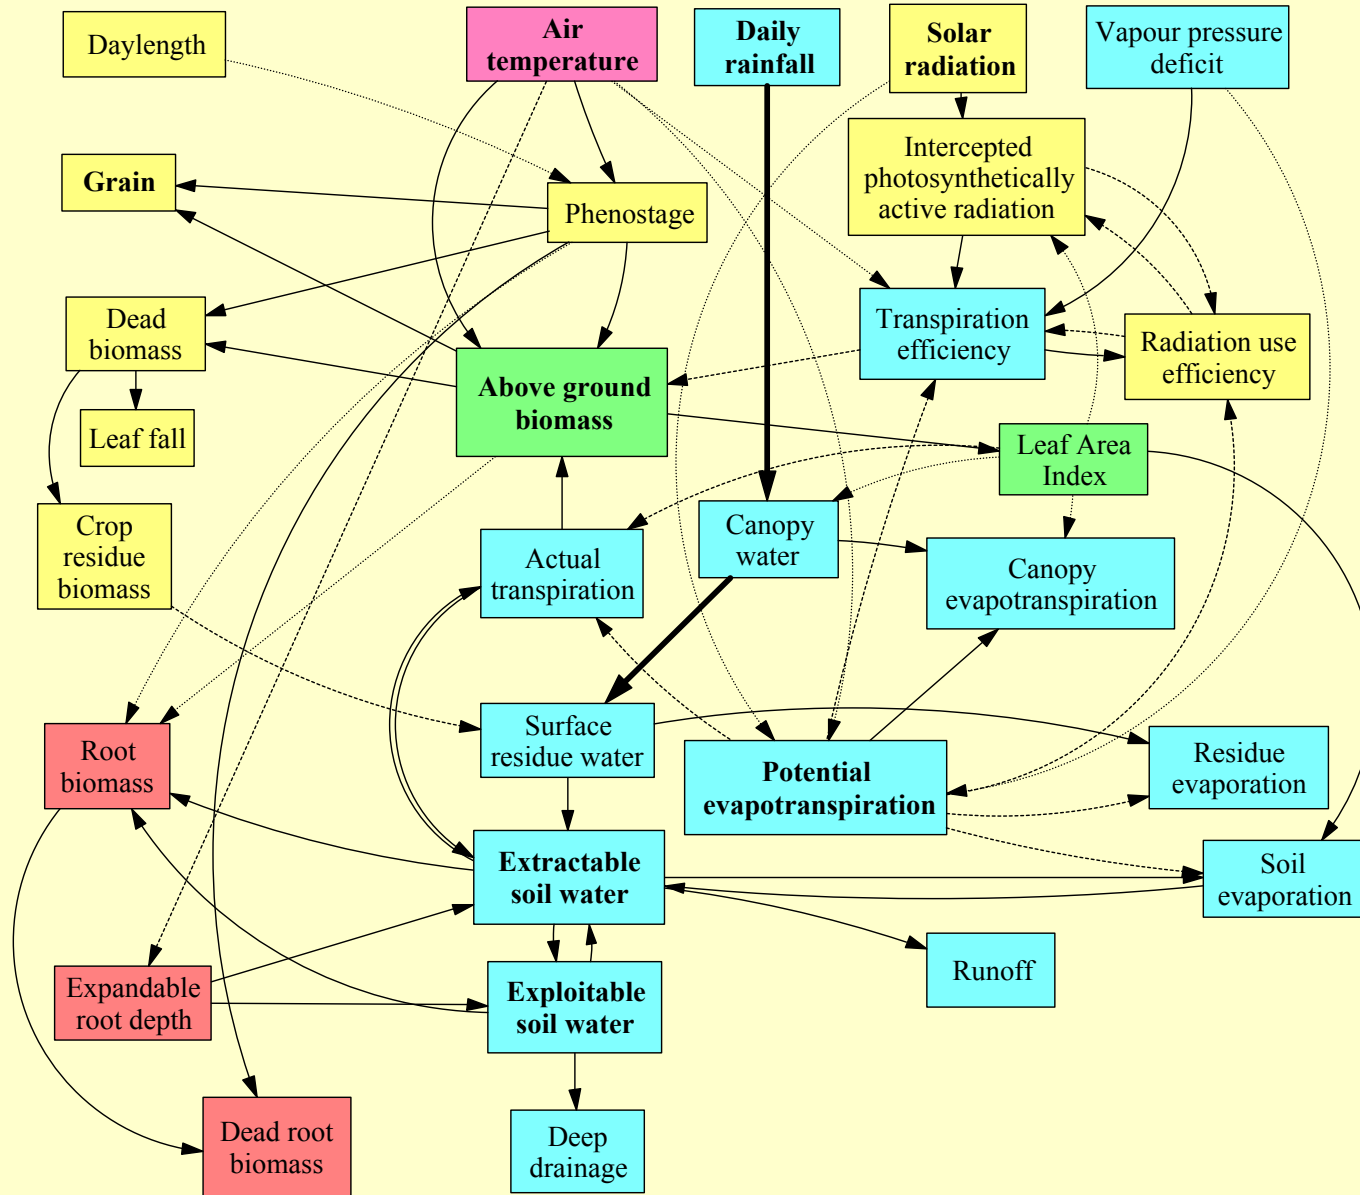 Daylength
Air
temperature
Daily
rainfall
Solar
radiation
Vapour pressure
deficit
Grain
Phenostage
Intercepted
photosynthetically
active radiation
Dead
biomass
Transpiration
efficiency
Radiation use
efficiency
Above ground
biomass
Leaf fall
Leaf Area
Index
Crop
residue
biomass
Actual
transpiration
Canopy
water
Canopy
evapotranspiration
Root
biomass
Surface
residue water
Potential
evapotranspiration
Residue
evaporation
Extractable
soil water
Soil
evaporation
Expandable
root depth
Exploitable
soil water
Runoff
Dead root
biomass
Deep
drainage